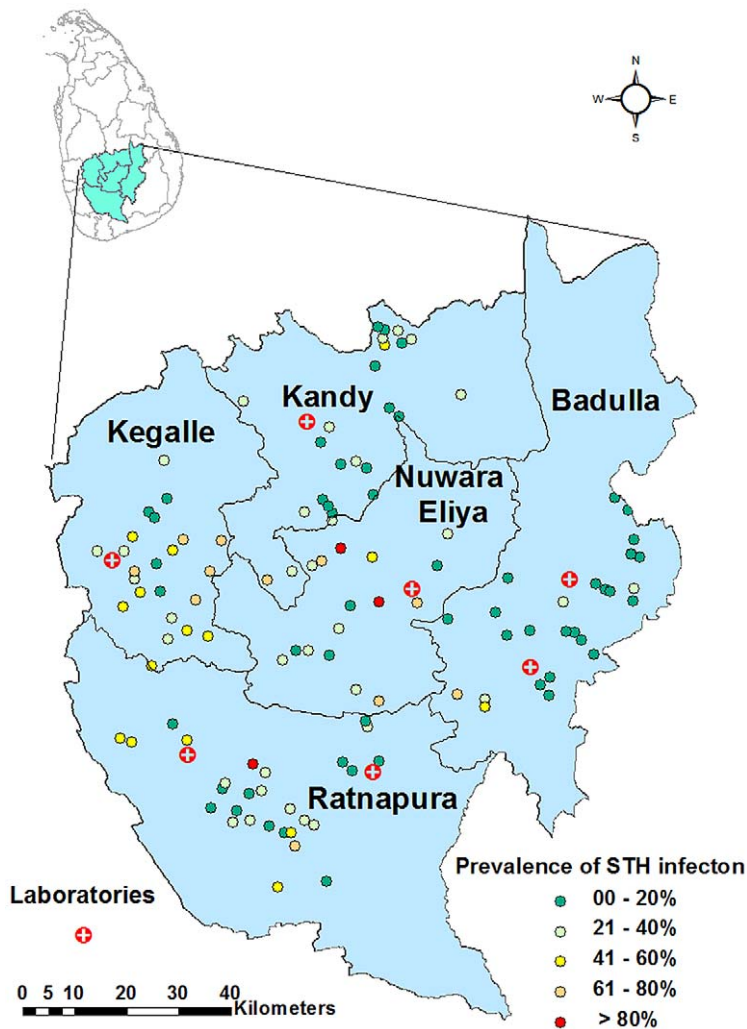 N
W E
S
Kandy
Badulla
Kegalle
Nuwara
Eliya
Ratnapura
Prevalence of STH infecton
Laboratories
00 - 20%
21 - 40%
41 - 60%
61 - 80%
> 80%
0 5 10 20 30 40
Kilometers